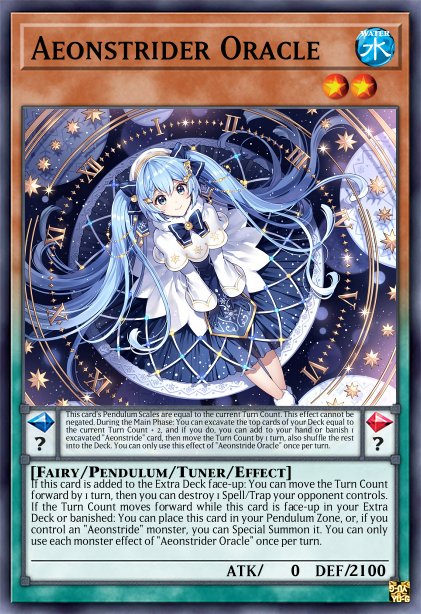 Aeonstrider Oracle
WATER
水
This card's Pendulum Scales are equal to the current Turn Count. This effect cannot be
negated. During the Main Phase: You can excavate the top cards of your Deck equal to
the current Turn Count + 2, and if you do, you can add to your hand or banish 1
excavated "Aeonstride" card, then move the Turn Count by 1 turn, also shuffle the rest
into the Deck. You can only use this effect of "Aeonstrider Oracle" once per turn.
? ?
[Fairy/Pendulum/Tuner/Effect]
If this card is added to the Extra Deck face-up: You can move the Turn Count
forward by 1 turn, then you can destroy 1 Spell/Trap your opponent controls.
If the Turn Count moves forward while this card is face-up in your Extra
Deck or banished: You can place this card in your Pendulum Zone, or, if you
control an "Aeonstride" monster, you can Special Summon it. You can only
use each monster effect of "Aeonstrider Oracle" once per turn.
ATK/ 0 DEF/2100